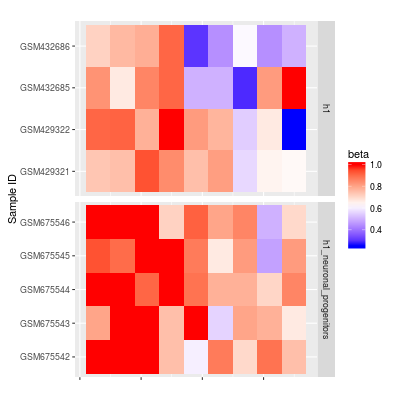 GSM432686
GSM432685
GSM429322
GSM429321
h1
GSM675546
GSM675545
GSM675544
GSM675543
GSM675542
h1_neuronal_progenitors
Sample ID
beta
1.0
0.8
0.6
0.4